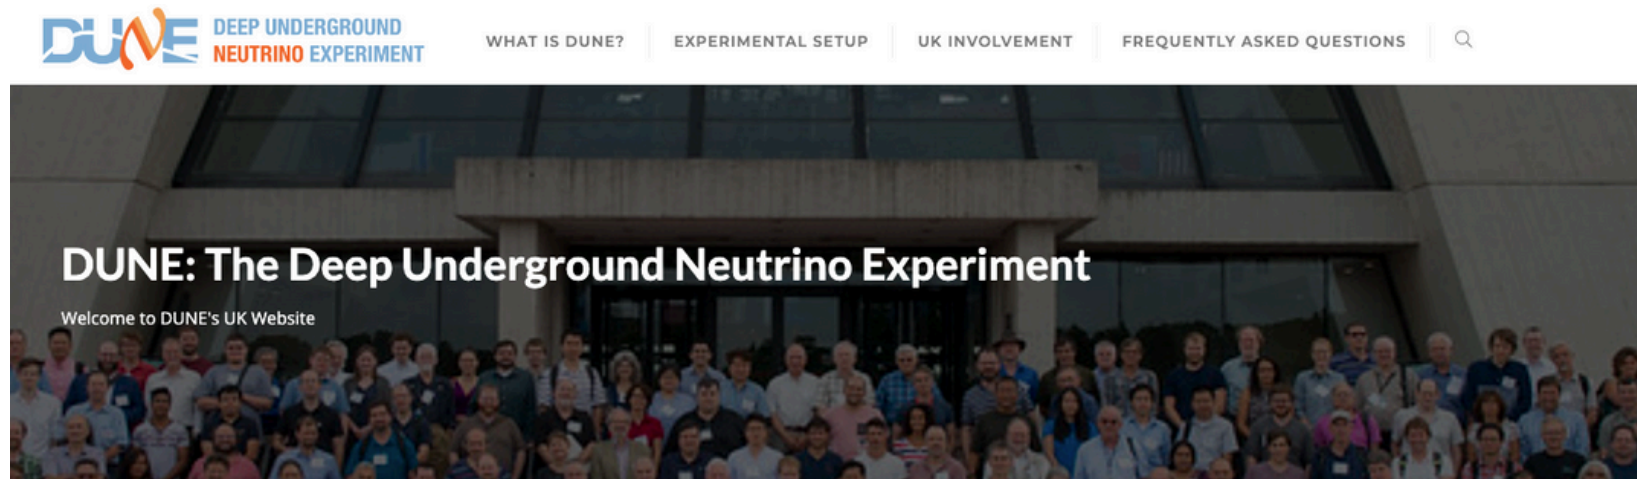 DUNE
DEEP UNDERGROUND
NEUTRINO EXPERIMENT
WHAT IS DUNE?
EXPERIMENTAL SETUP
UK INVOLVEMENT
FREQUENTLY ASKED QUESTIONS
DUNE: The Deep Underground Neutrino Experiment
Welcome to DUNE's UK Website